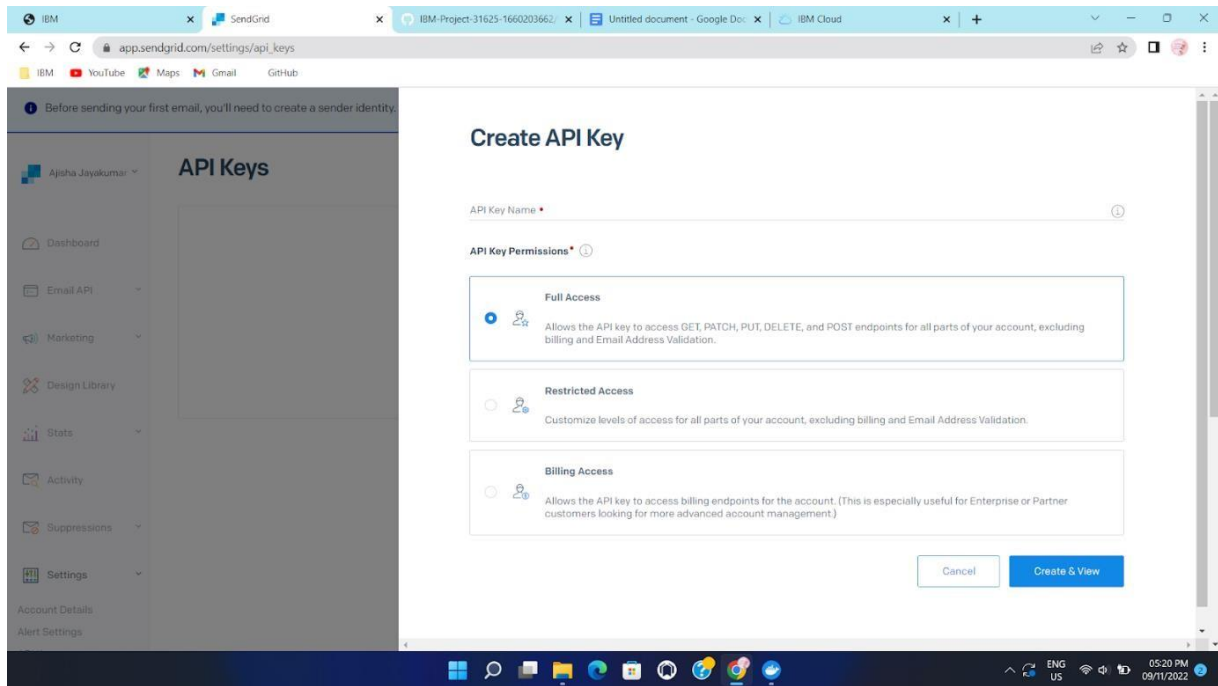 IBM
SendGrid
IBM-Project-31625-1660203662/
Untitled document - Google Doc
IBM Cloud
app.sendgrid.com/settings/api_keys
IBM
YouTube
Maps
Gmail
GitHub
Before sending your first email, you'll need to create a sender identity.
Ajisha Jayakumar
API Keys
Dashboard
Email API
Marketing
Design Library
Stats
Activity
Suppressions
Settings
Account Details
Alert Settings
Create API Key
API Key Name •
API Key Permissions*
Full Access
Allows the API key to access GET, PATCH, PUT, DELETE, and POST endpoints for all parts of your account, excluding
billing and Email Address Validation.
Restricted Access
Customize levels of access for all parts of your account, excluding billing and Email Address Validation.
Billing Access
Allows the API key to access billing endpoints for the account. (This is especially useful for Enterprise or Partner
customers looking for more advanced account management.)
Cancel
Create & View
ENG
US
05:20 PM
09/11/2022
2